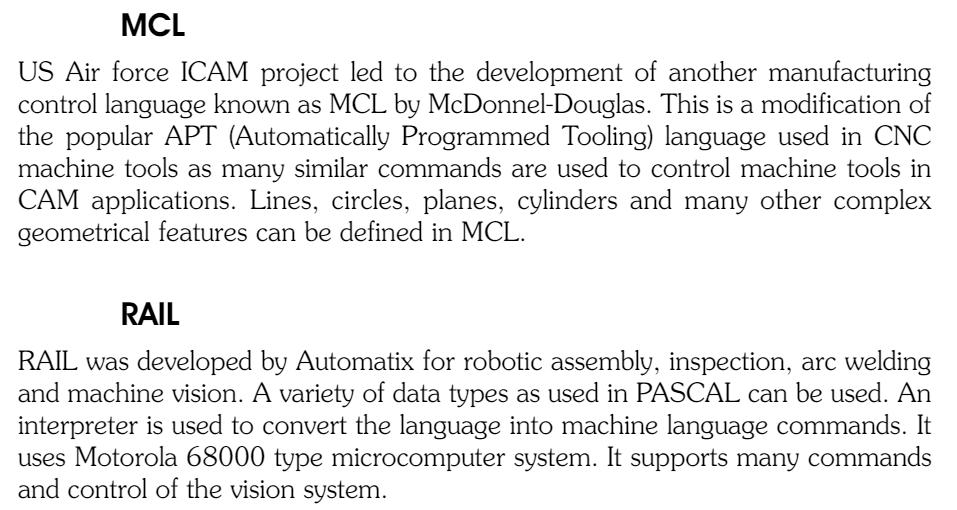 MCL
US Air force ICAM project led to the development of another manufacturing
control language known as MCL by McDonnel-Douglas. This is a modification of
the popular APT (Automatically Programmed Tooling) language used in CNC
machine tools as many similar commands are used to control machine tools in
CAM applications. Lines, circles, planes, cylinders and many other complex
geometrical features can be defined in MCL.
RAIL
RAIL was developed by Automatix for robotic assembly, inspection, arc welding
and machine vision. A variety of data types as used in PASCAL can be used. An
interpreter is used to convert the language into machine language commands. It
uses Motorola 68000 type microcomputer system. It supports many commands
and control of the vision system.